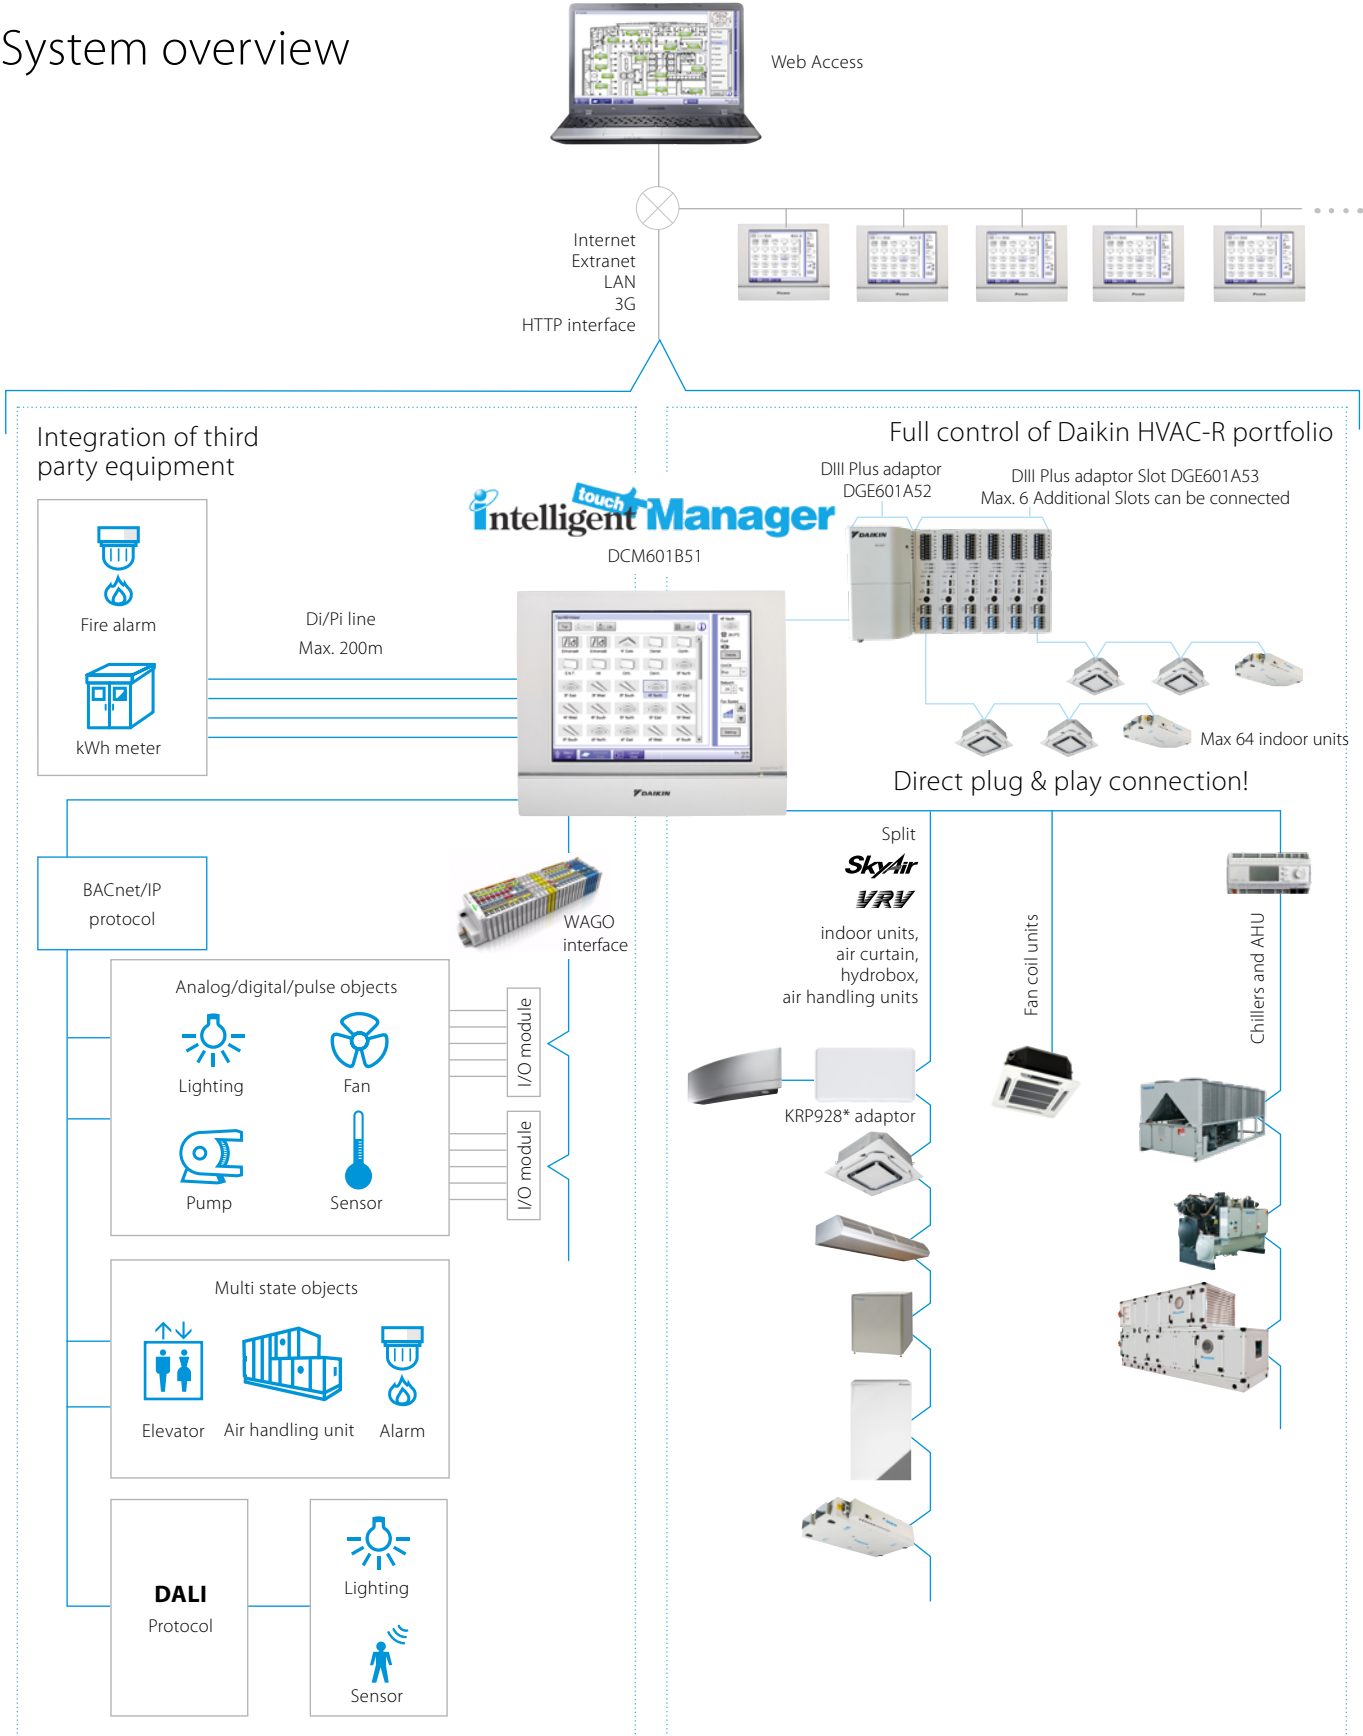 System overview
Web Access
Internet
Extranet
LAN
3G
HTTP interface
Integration of third
party equipment
Full control of Daikin HVAC-R portfolio
DIII Plus adaptor
DGE601A52
DIII Plus adaptor Slot DGE601A53
Max. 6 Additional Slots can be connected
intelligent touch Manager
DCM601B51
DAIKIN
Fire alarm
kWh meter
Di/Pi line
Max. 200m
DAIKIN
Max 64 indoor units
Direct plug & play connection!
BACnet/IP
protocol
WAGO
interface
Split
SkyAir
VRV
indoor units,
air curtain,
hydrobox,
air handling units
Fan coil units
Chillers and AHU
Analog/digital/pulse objects
Lighting
Fan
Pump
Sensor
I/O module
I/O module
KRP928* adaptor
Multi state objects
Elevator
Air handling unit
Alarm
DALI
Protocol
Lighting
Sensor